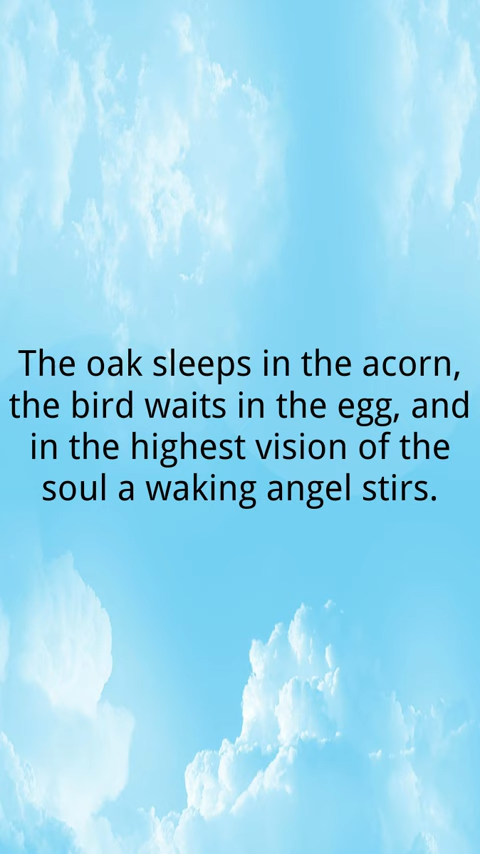 The oak sleeps in the acorn,
the bird waits in the egg, and
in the highest vision of the
soul a waking angel stirs.